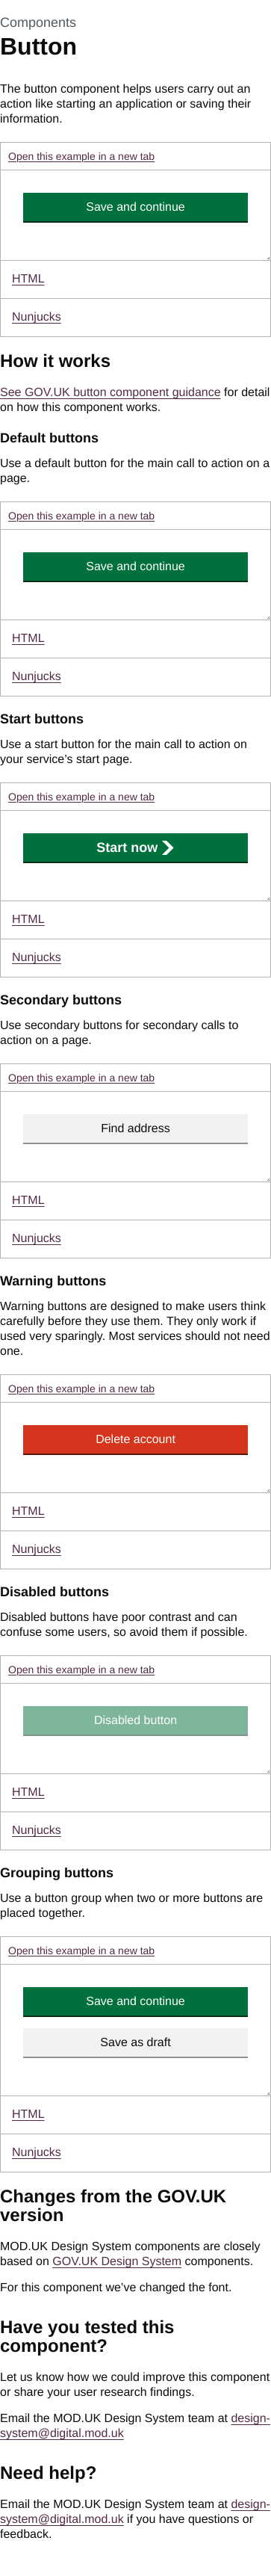 Components
Button
The button component helps users carry out an
action like starting an application or saving their
information.
Open this example in a new tab
Save and continue
HTML
Nunjucks
How it works
See GOV.UK button component guidance for detail
on how this component works.
Default buttons
Use a default button for the main call to action on a
page.
Open this example in a new tab
Save and continue
HTML
Nunjucks
Start buttons
Use a start button for the main call to action on
your service’s start page.
Open this example in a new tab
Start now
HTML
Nunjucks
Secondary buttons
Use secondary buttons for secondary calls to
action on a page.
Open this example in a new tab
Find address
HTML
Nunjucks
Warning buttons
Warning buttons are designed to make users think
carefully before they use them. They only work if
used very sparingly. Most services should not need
one.
Open this example in a new tab
Delete account
HTML
Nunjucks
Disabled buttons
Disabled buttons have poor contrast and can
confuse some users, so avoid them if possible.
Open this example in a new tab
Disabled button
HTML
Nunjucks
Grouping buttons
Use a button group when two or more buttons are
placed together.
Open this example in a new tab
Save and continue
Save as draft
HTML
Nunjucks
Changes from the GOV.UK
version
MOD.UK Design System components are closely
based on GOV.UK Design System components.
For this component we’ve changed the font.
Have you tested this
component?
Let us know how we could improve this component
or share your user research findings.
Email the MOD.UK Design System team at design-
system@digital.mod.uk
Need help?
Email the MOD.UK Design System team at design-
system@digital.mod.uk if you have questions or
feedback.